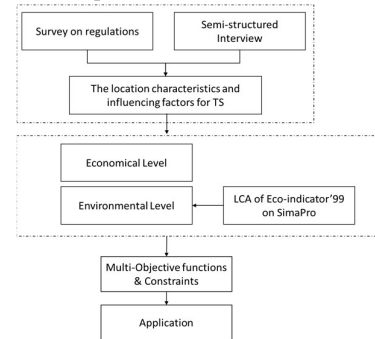 Survey on regulations
Semi-structured
Interview
The location characteristics and
influencing factors for TS
Economical Level
Environmental Level
LCA of Eco-indicator'99
on SimaPro
Multi-Objective functions
& Constraints
Application